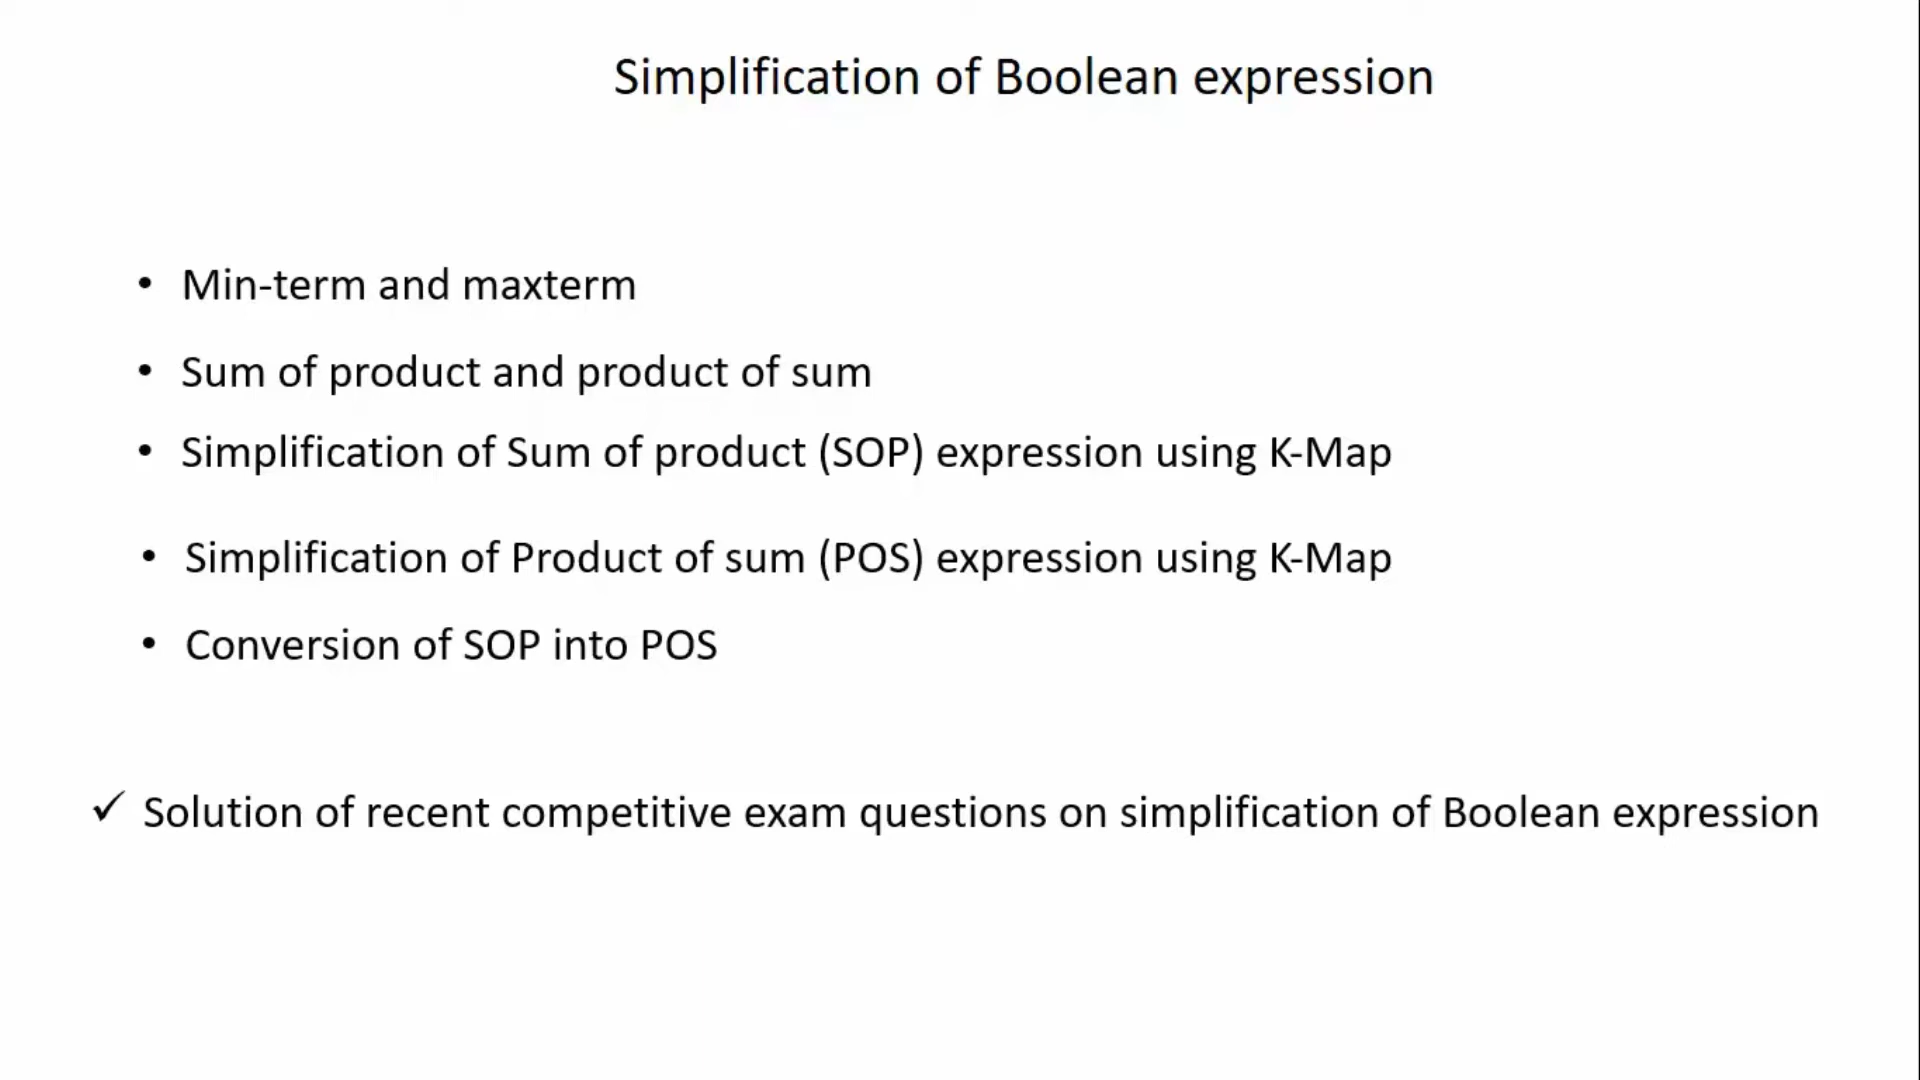 Simplification of Boolean expression
• Min-term and maxterm
• Sum of product and product of sum
• Simplification of Sum of product (SOP) expression using K-Map
• Simplification of Product of sum (POS) expression using K-Map
• Conversion of SOP into POS
✓ Solution of recent competitive exam questions on simplification of Boolean expression